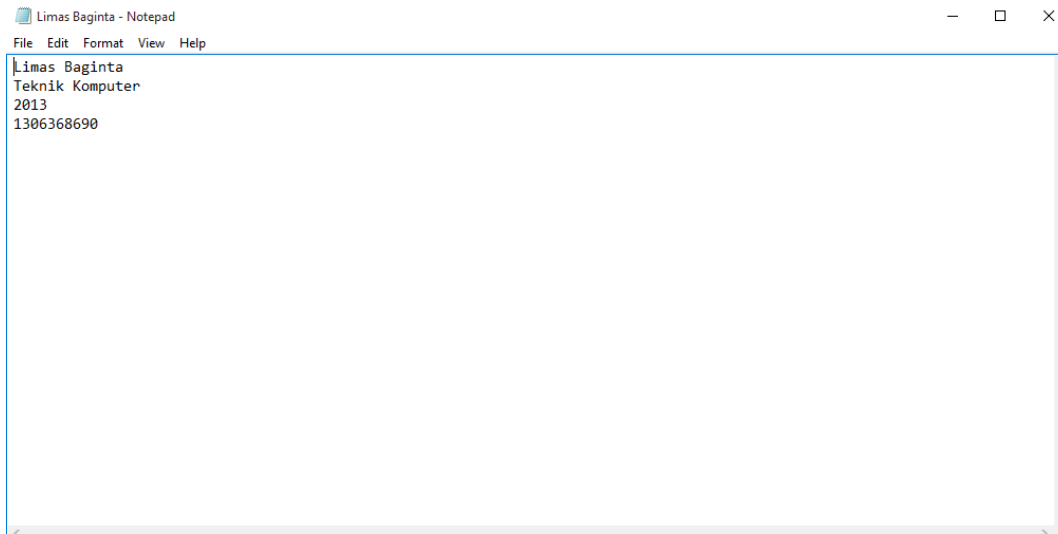 Limas Baginta - Notepad
File Edit Format View Help
Limas Baginta
Teknik Komputer
2013
1306368690